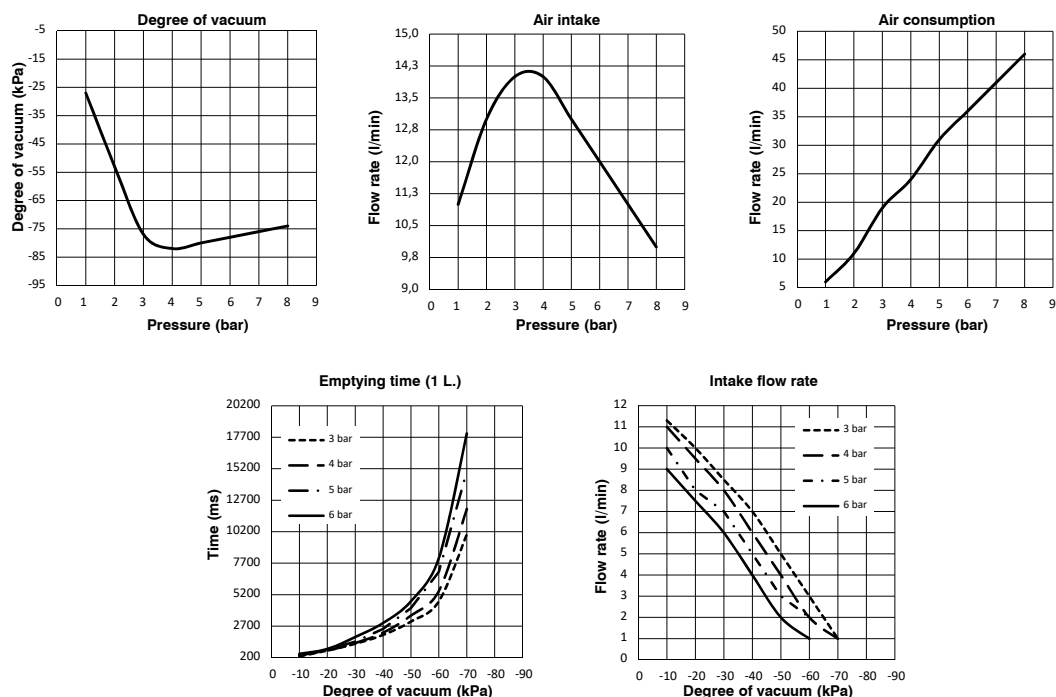 Degree of vacuum
Degree of vacuum (kPa)
-5
-15
-25
-35
-45
-55
-65
-75
-85
-95
0 1 2 3 4 5 6 7 8 9
Pressure (bar)
Air intake
Flow rate (l/min)
15,0
14,3
13,5
12,8
12,0
11,3
10,5
9,8
9,0
0 1 2 3 4 5 6 7 8 9
Pressure (bar)
Air consumption
Flow rate (l/min)
50
45
40
35
30
25
20
15
10
5
0 1 2 3 4 5 6 7 8 9
Pressure (bar)
Emptying time (1 L.)
Time (ms)
20200
17700
15200
12700
10200
7700
5200
2700
200
3 bar
4 bar
5 bar
6 bar
0 -10 -20 -30 -40 -50 -60 -70 -80 -90
Degree of vacuum (kPa)
Intake flow rate
Flow rate (l/min)
12
11
10
9
8
7
6
5
4
3
2
1
0
3 bar
4 bar
5 bar
6 bar
0 -10 -20 -30 -40 -50 -60 -70 -80 -90
Degree of vacuum (kPa)